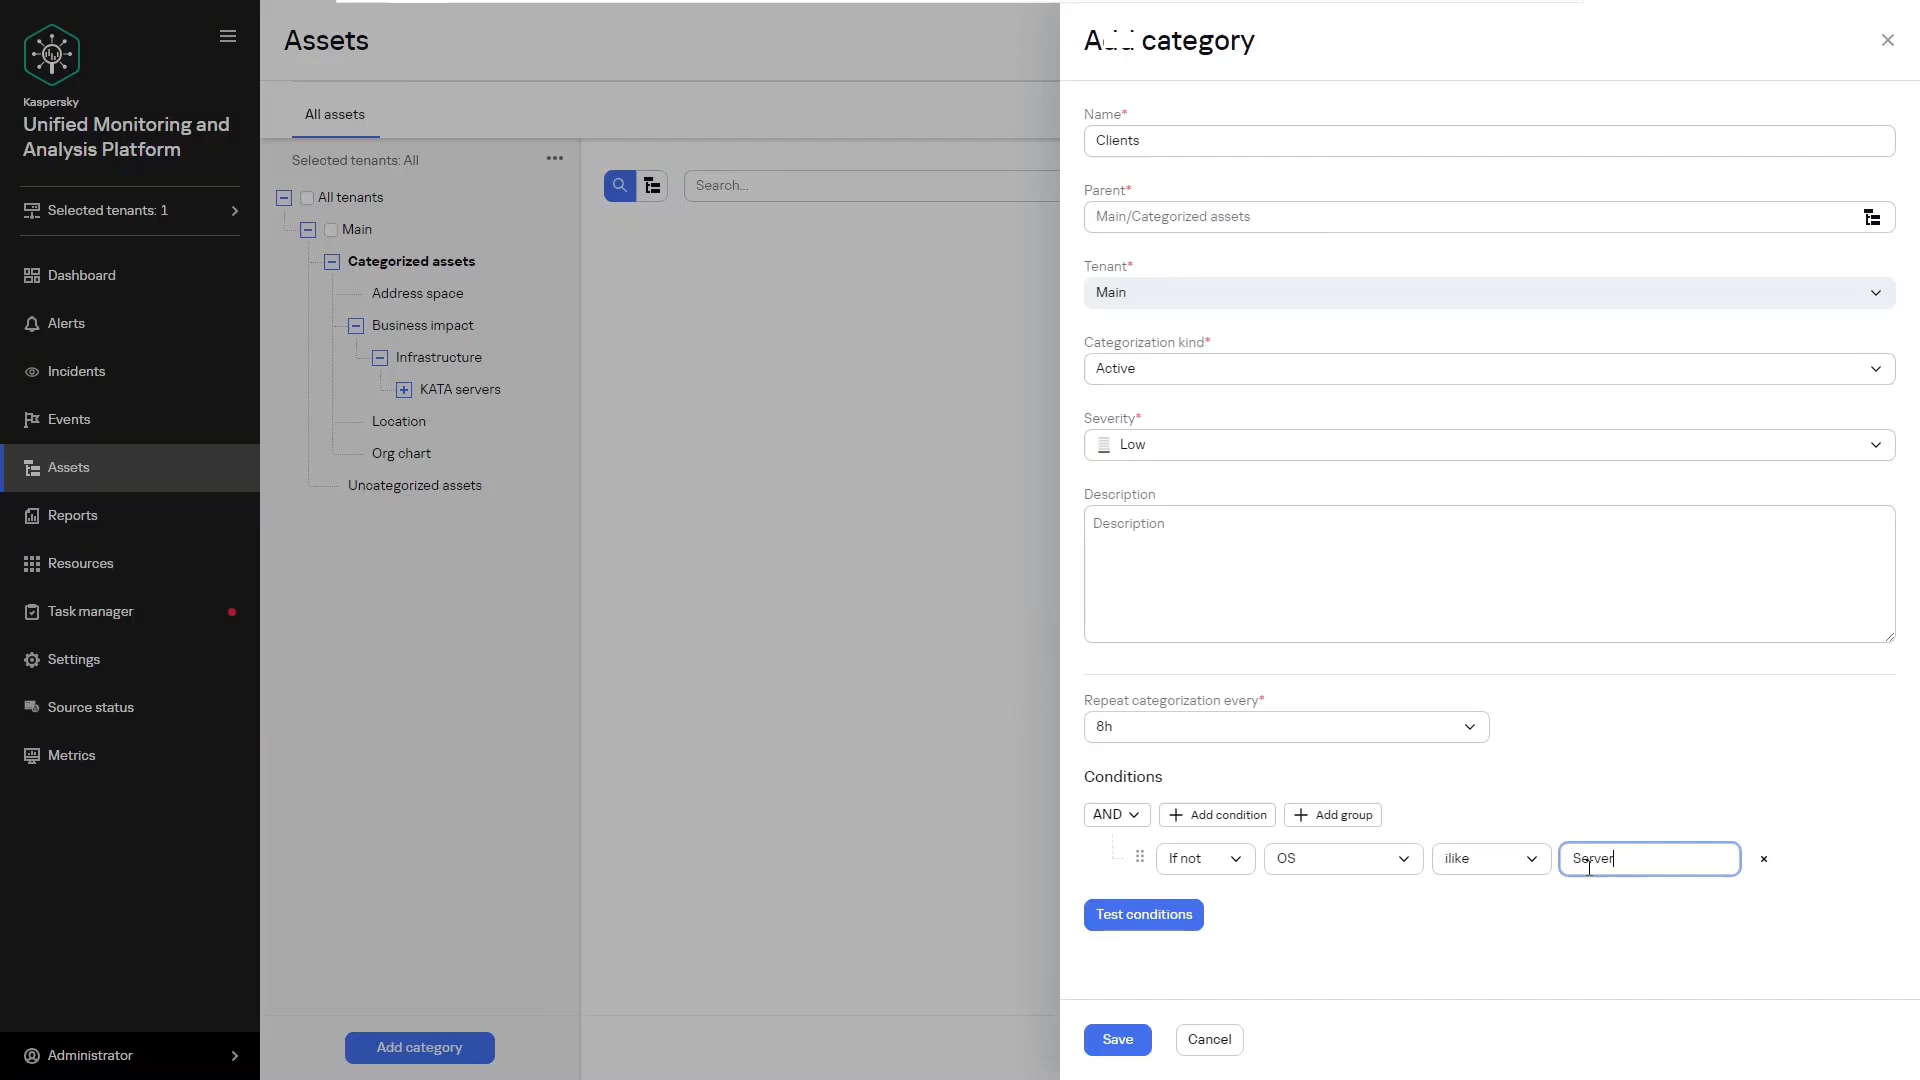 Kaspersky
Unified Monitoring and
Analysis Platform
Selected tenants: 1
Dashboard
Alerts
Incidents
Events
Assets
Reports
Resources
Task manager
Settings
Source status
Metrics
Administrator
Assets
All assets
Selected tenants: All
All tenants
Main
Categorized assets
Address space
Business impact
Infrastructure
KATA servers
Location
Org chart
Uncategorized assets
Add category
Search...
Add category
Name*
Clients
Parent*
Main/Categorized assets
Tenant*
Main
Categorization kind*
Active
Severity*
Low
Description
Description
Repeat categorization every*
8h
Conditions
AND Add condition Add group
If not OS ilike Server
Test conditions
Save Cancel